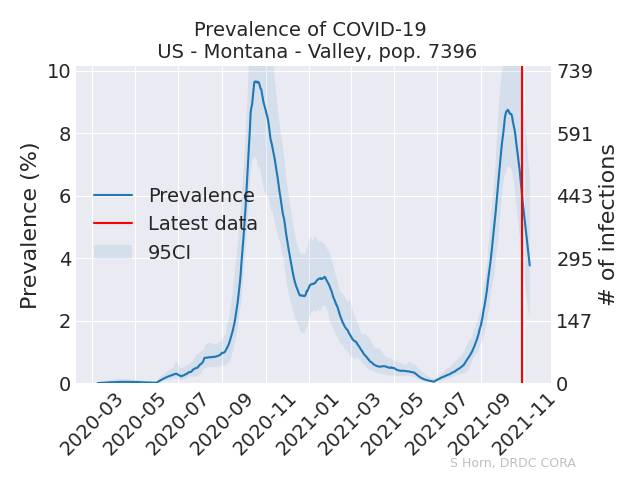 Prevalence of COVID-19
US - Montana - Valley, pop. 7396
Prevalence (%)
10
8
6
4
2
0
739
591
443
295
147
0
# of infections
Prevalence
Latest data
95CI
2020-03
2020-05
2020-07
2020-09
2020-11
2021-01
2021-03
2021-05
2021-07
2021-09
2021-11
S Horn, DRDC CORA